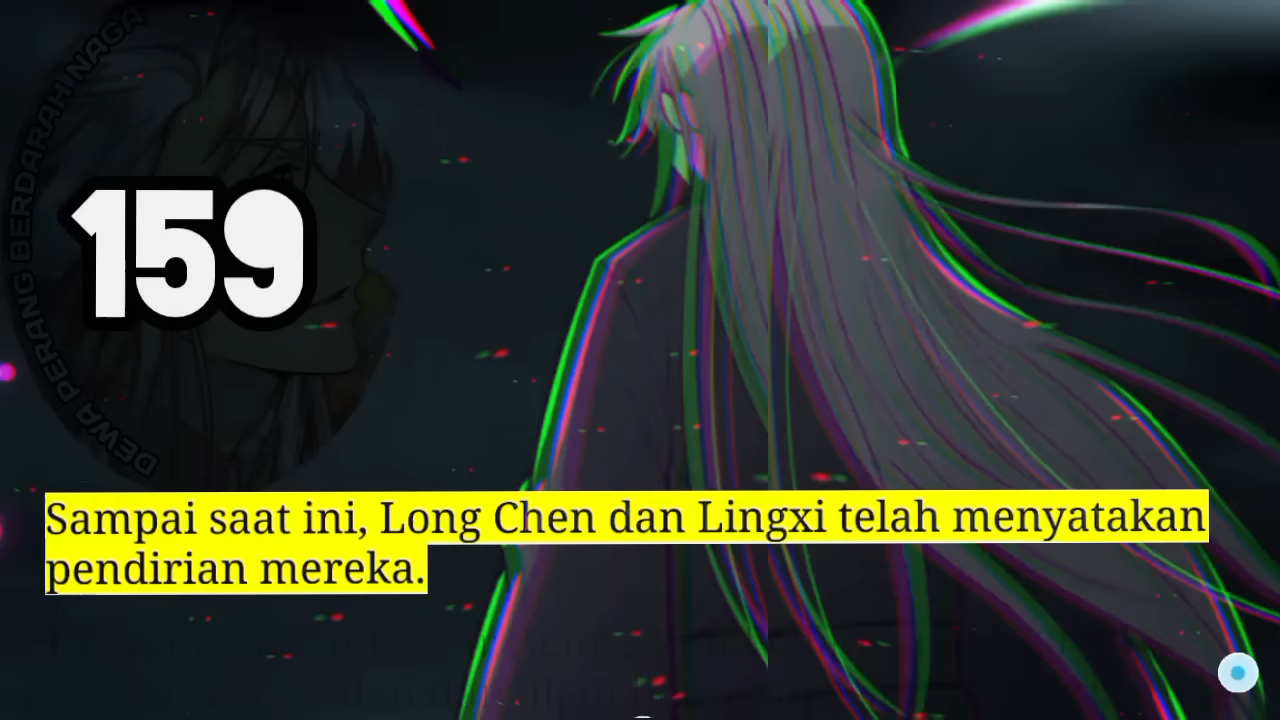 DEWA PERANG BERDARAH NAGA
159
Sampai saat ini, Long Chen dan Lingxi telah menyatakan
pendirian mereka.